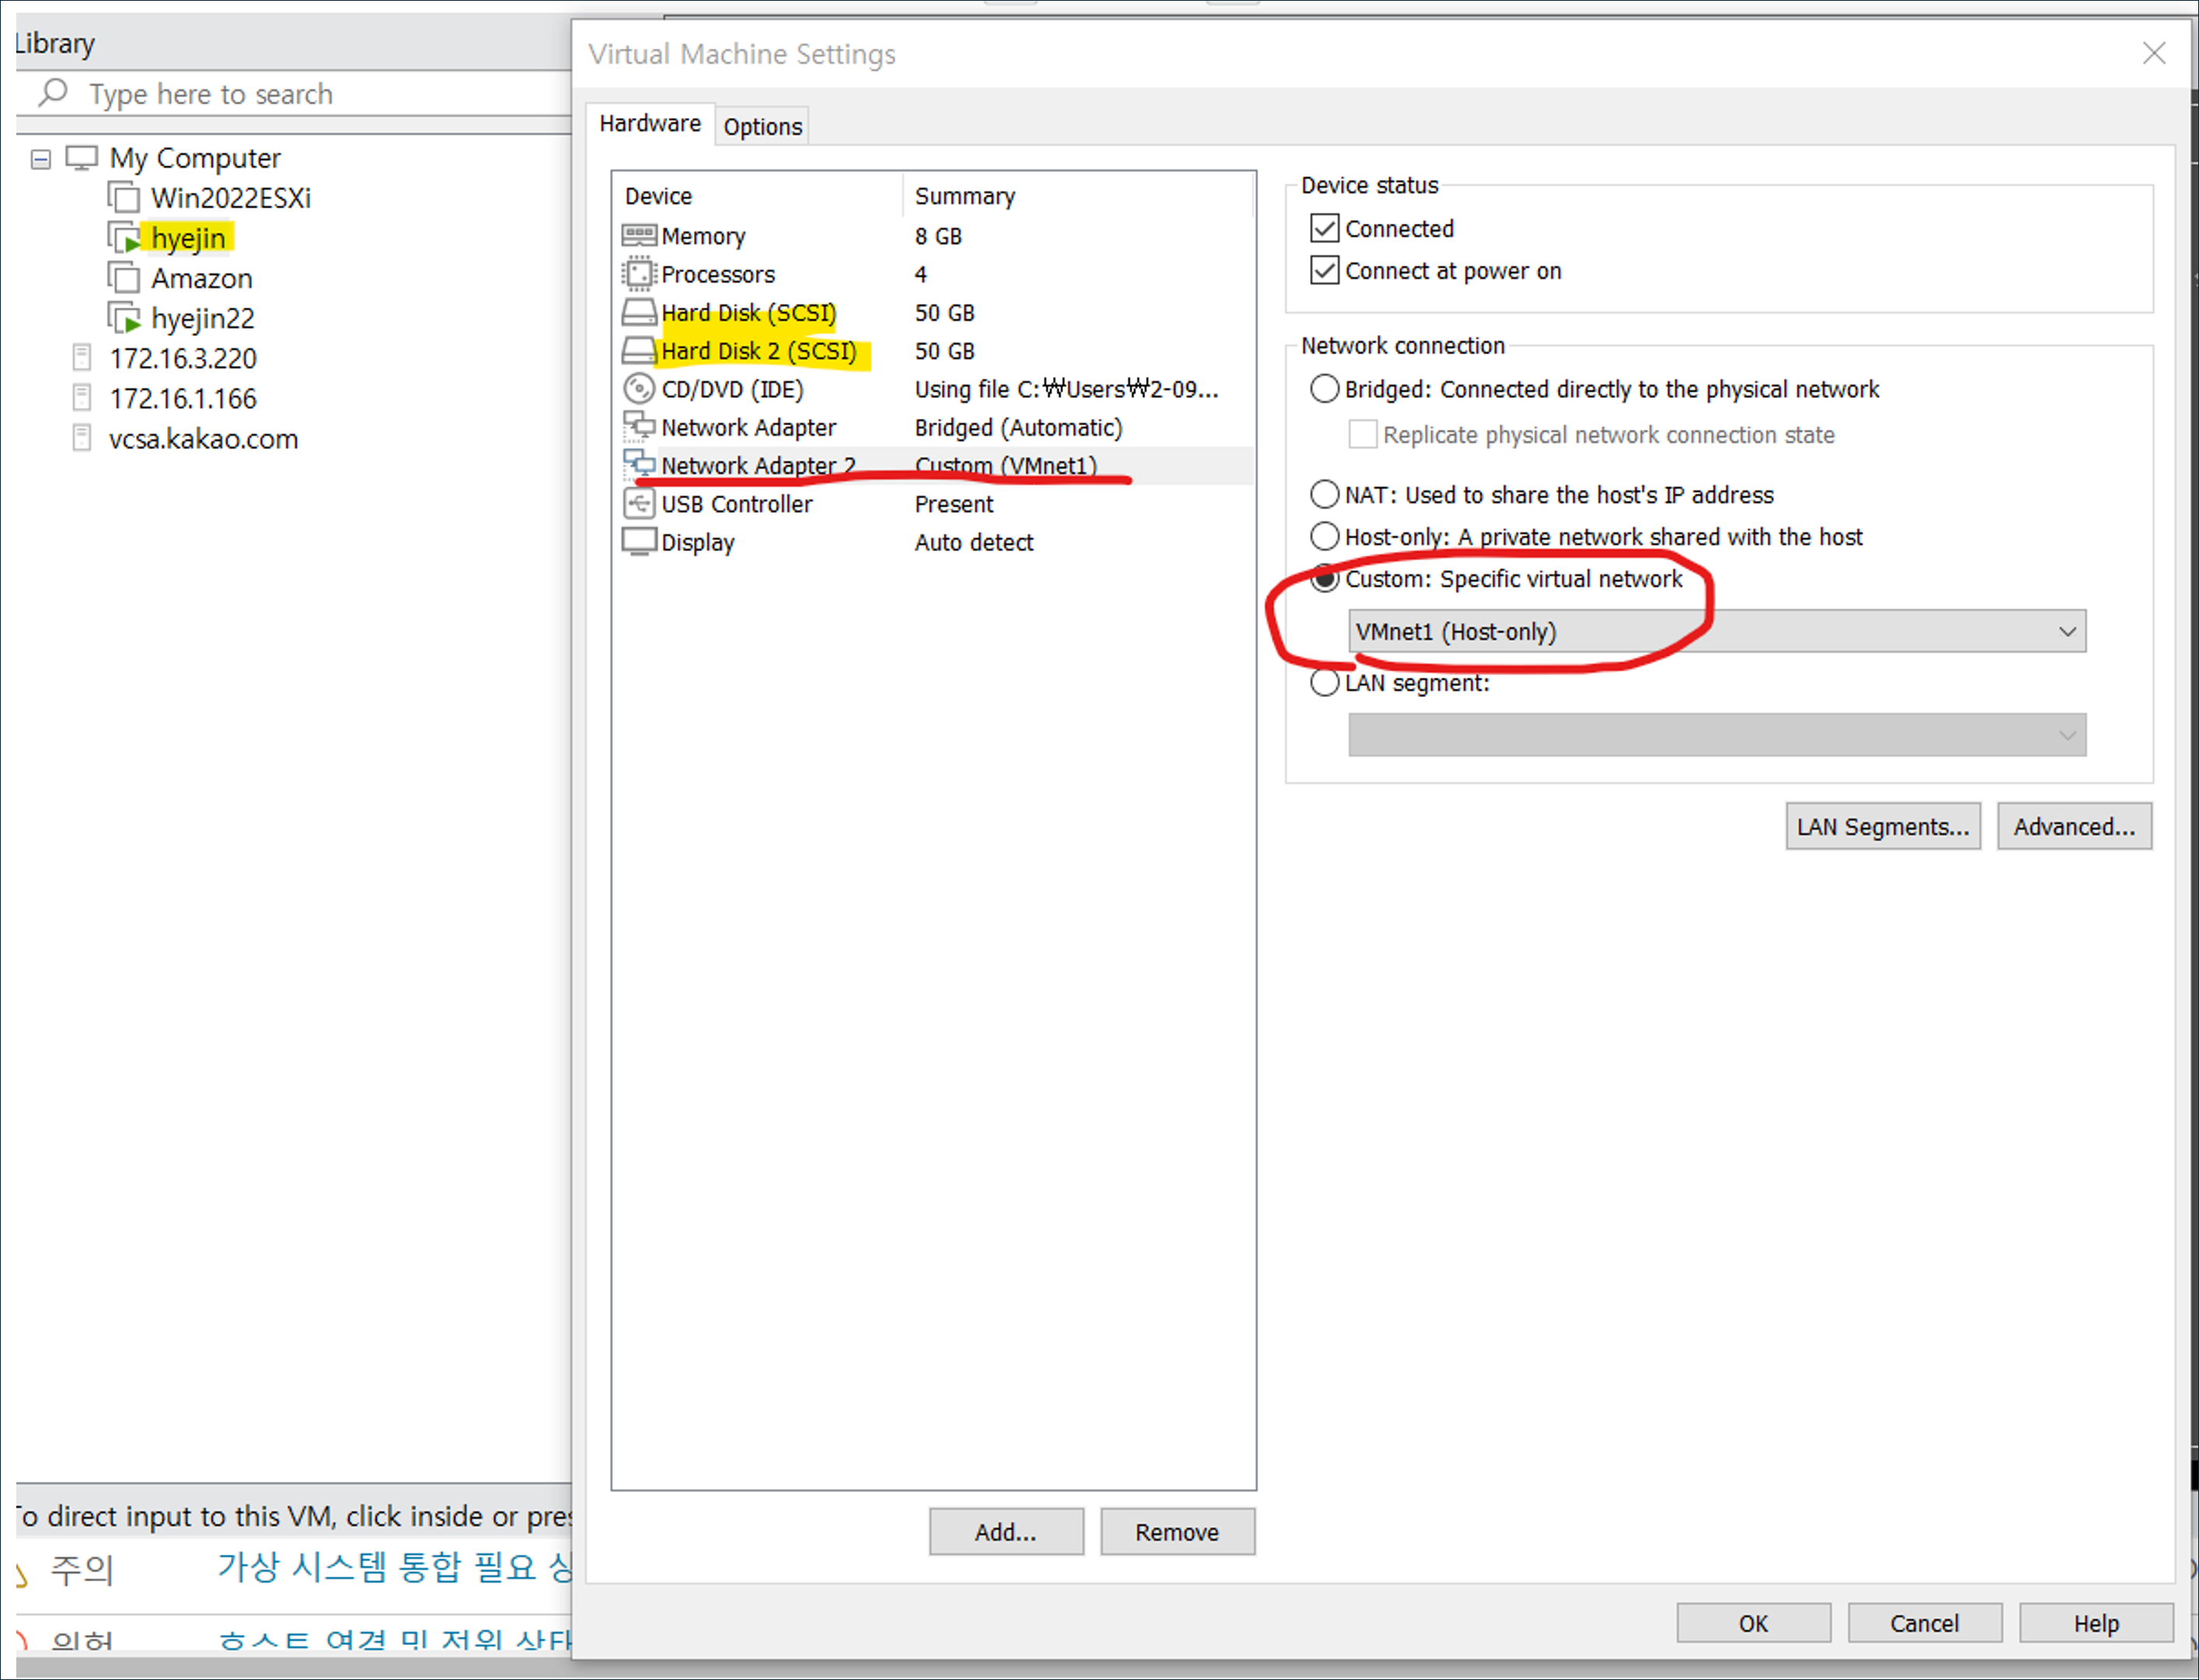 Library
Type here to search
My Computer
Win2022ESXi
hyejin
Amazon
hyejin22
172.16.3.220
172.16.1.166
vcsa.kakao.com
To direct input to this VM, click inside or pres
주의 가상 시스템 통합 필요 상
위험 호스트 연결 및 전원 상태
Virtual Machine Settings
Hardware Options
Device Summary
Memory 8 GB
Processors 4
Hard Disk (SCSI) 50 GB
Hard Disk 2 (SCSI) 50 GB
CD/DVD (IDE) Using file C:₩Users₩2-09...
Network Adapter Bridged (Automatic)
Network Adapter 2 Custom (VMnet1)
USB Controller Present
Display Auto detect
Add... Remove
Device status
Connected
Connect at power on
Network connection
Bridged: Connected directly to the physical network
Replicate physical network connection state
NAT: Used to share the host's IP address
Host-only: A private network shared with the host
Custom: Specific virtual network
VMnet1 (Host-only)
LAN segment:
LAN Segments... Advanced...
OK Cancel Help